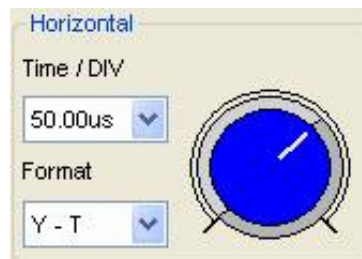 Horizontal
Time / DIV
50.00us
Format
Y - T